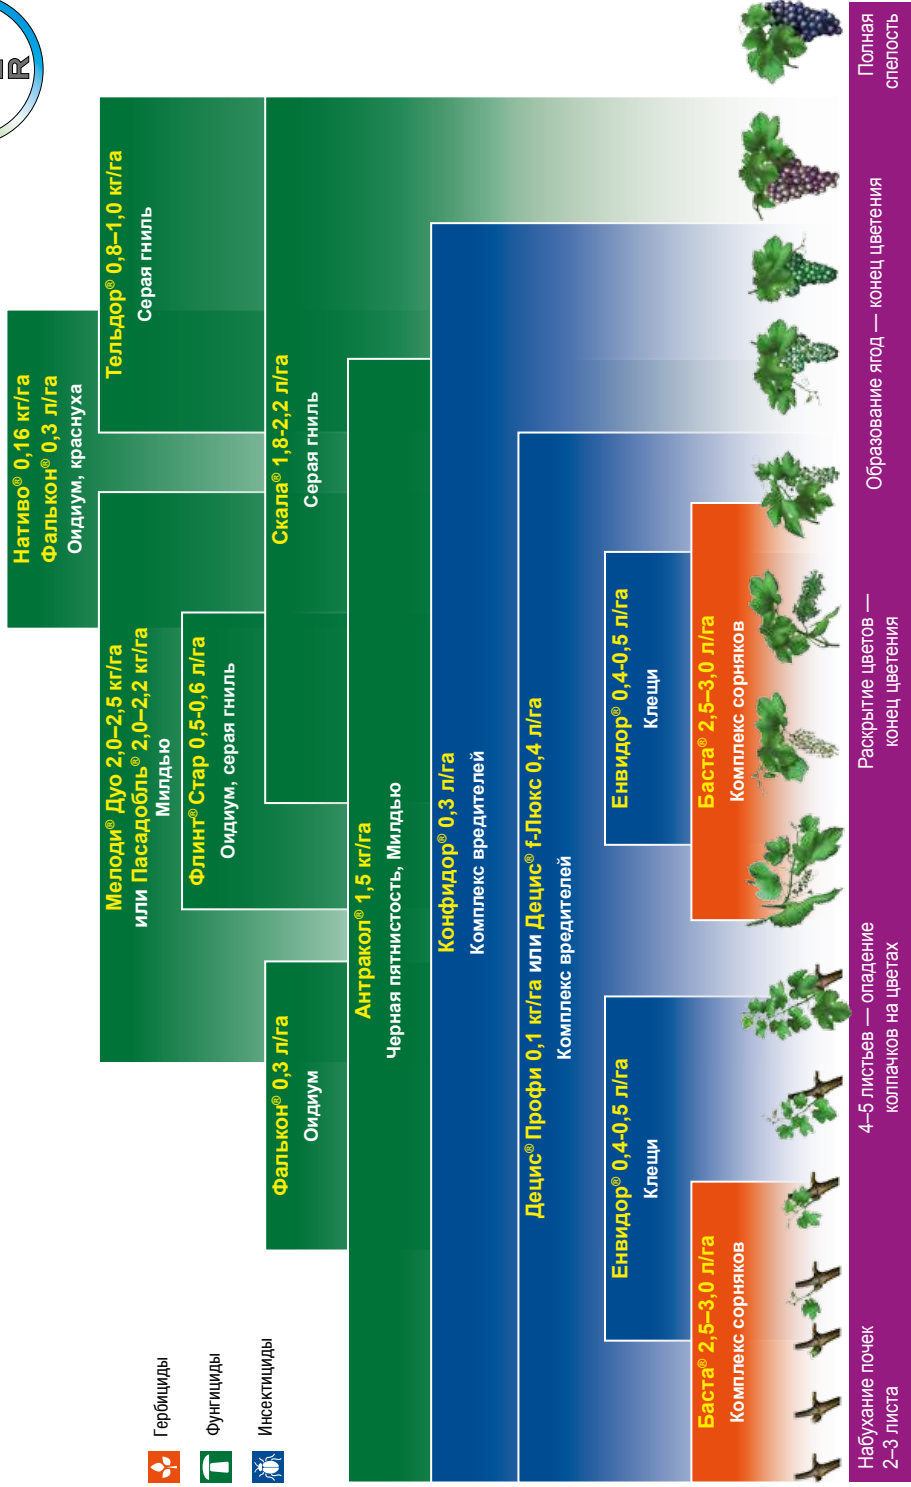 ER
Нативо® 0,16 кг/га
Фалькон® 0,3 л/га
Оидиум, краснуха
Мелоди® Дуо 2,0–2,5 кг/га
или Пасадобль® 2,0–2,2 кг/га
Милдью
Тельдор® 0,8–1,0 кг/га
Серая гниль
Флинт® Стар 0,5-0,6 л/га
Оидиум, серая гниль
Фалькон® 0,3 л/га
Оидиум
Скала® 1,8-2,2 л/га
Серая гниль
Антракол® 1,5 кг/га
Черная пятнистость, Милдью
Конфидор® 0,3 л/га
Комплекс вредителей
Децис® Профи 0,1 кг/га или Децис® f-Люкс 0,4 л/га
Комплекс вредителей
Енвидор® 0,4-0,5 л/га
Клещи
Енвидор® 0,4-0,5 л/га
Клещи
Баста® 2,5–3,0 л/га
Комплекс сорняков
Баста® 2,5–3,0 л/га
Комплекс сорняков
Гербициды
Фунгициды
Инсектициды
Набухание почек
2–3 листа
4–5 листьев — опадение
колпачков на цветах
Раскрытие цветов —
конец цветения
Образование ягод — конец цветения
Полная
спелость